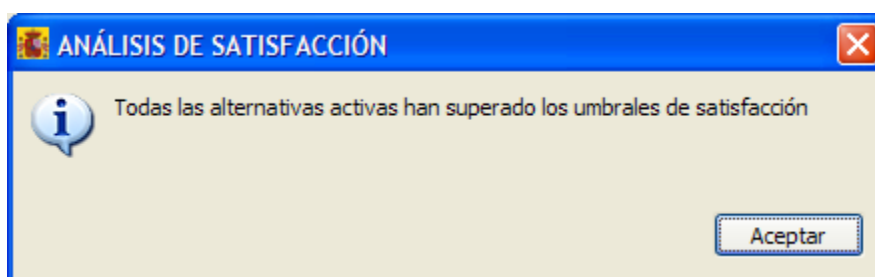 ANÁLISIS DE SATISFACCIÓN
Todas las alternativas activas han superado los umbrales de satisfacción
Aceptar